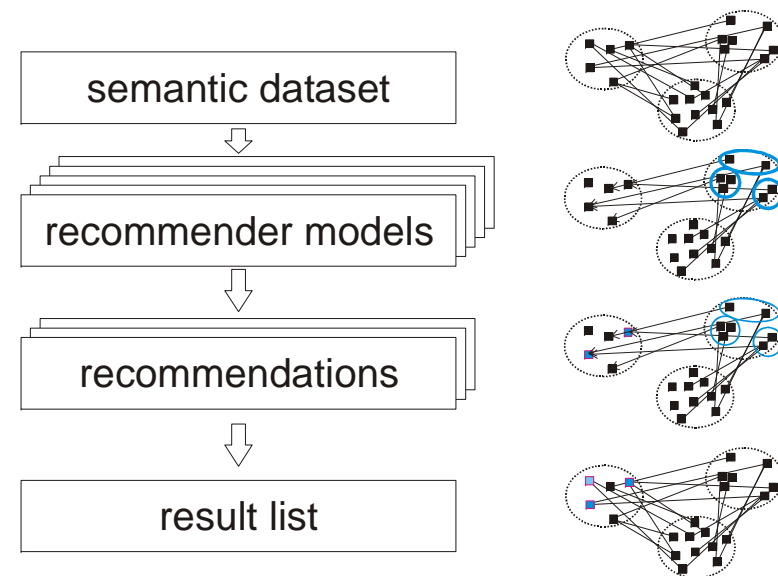 semantic dataset
recommender models
recommendations
result list